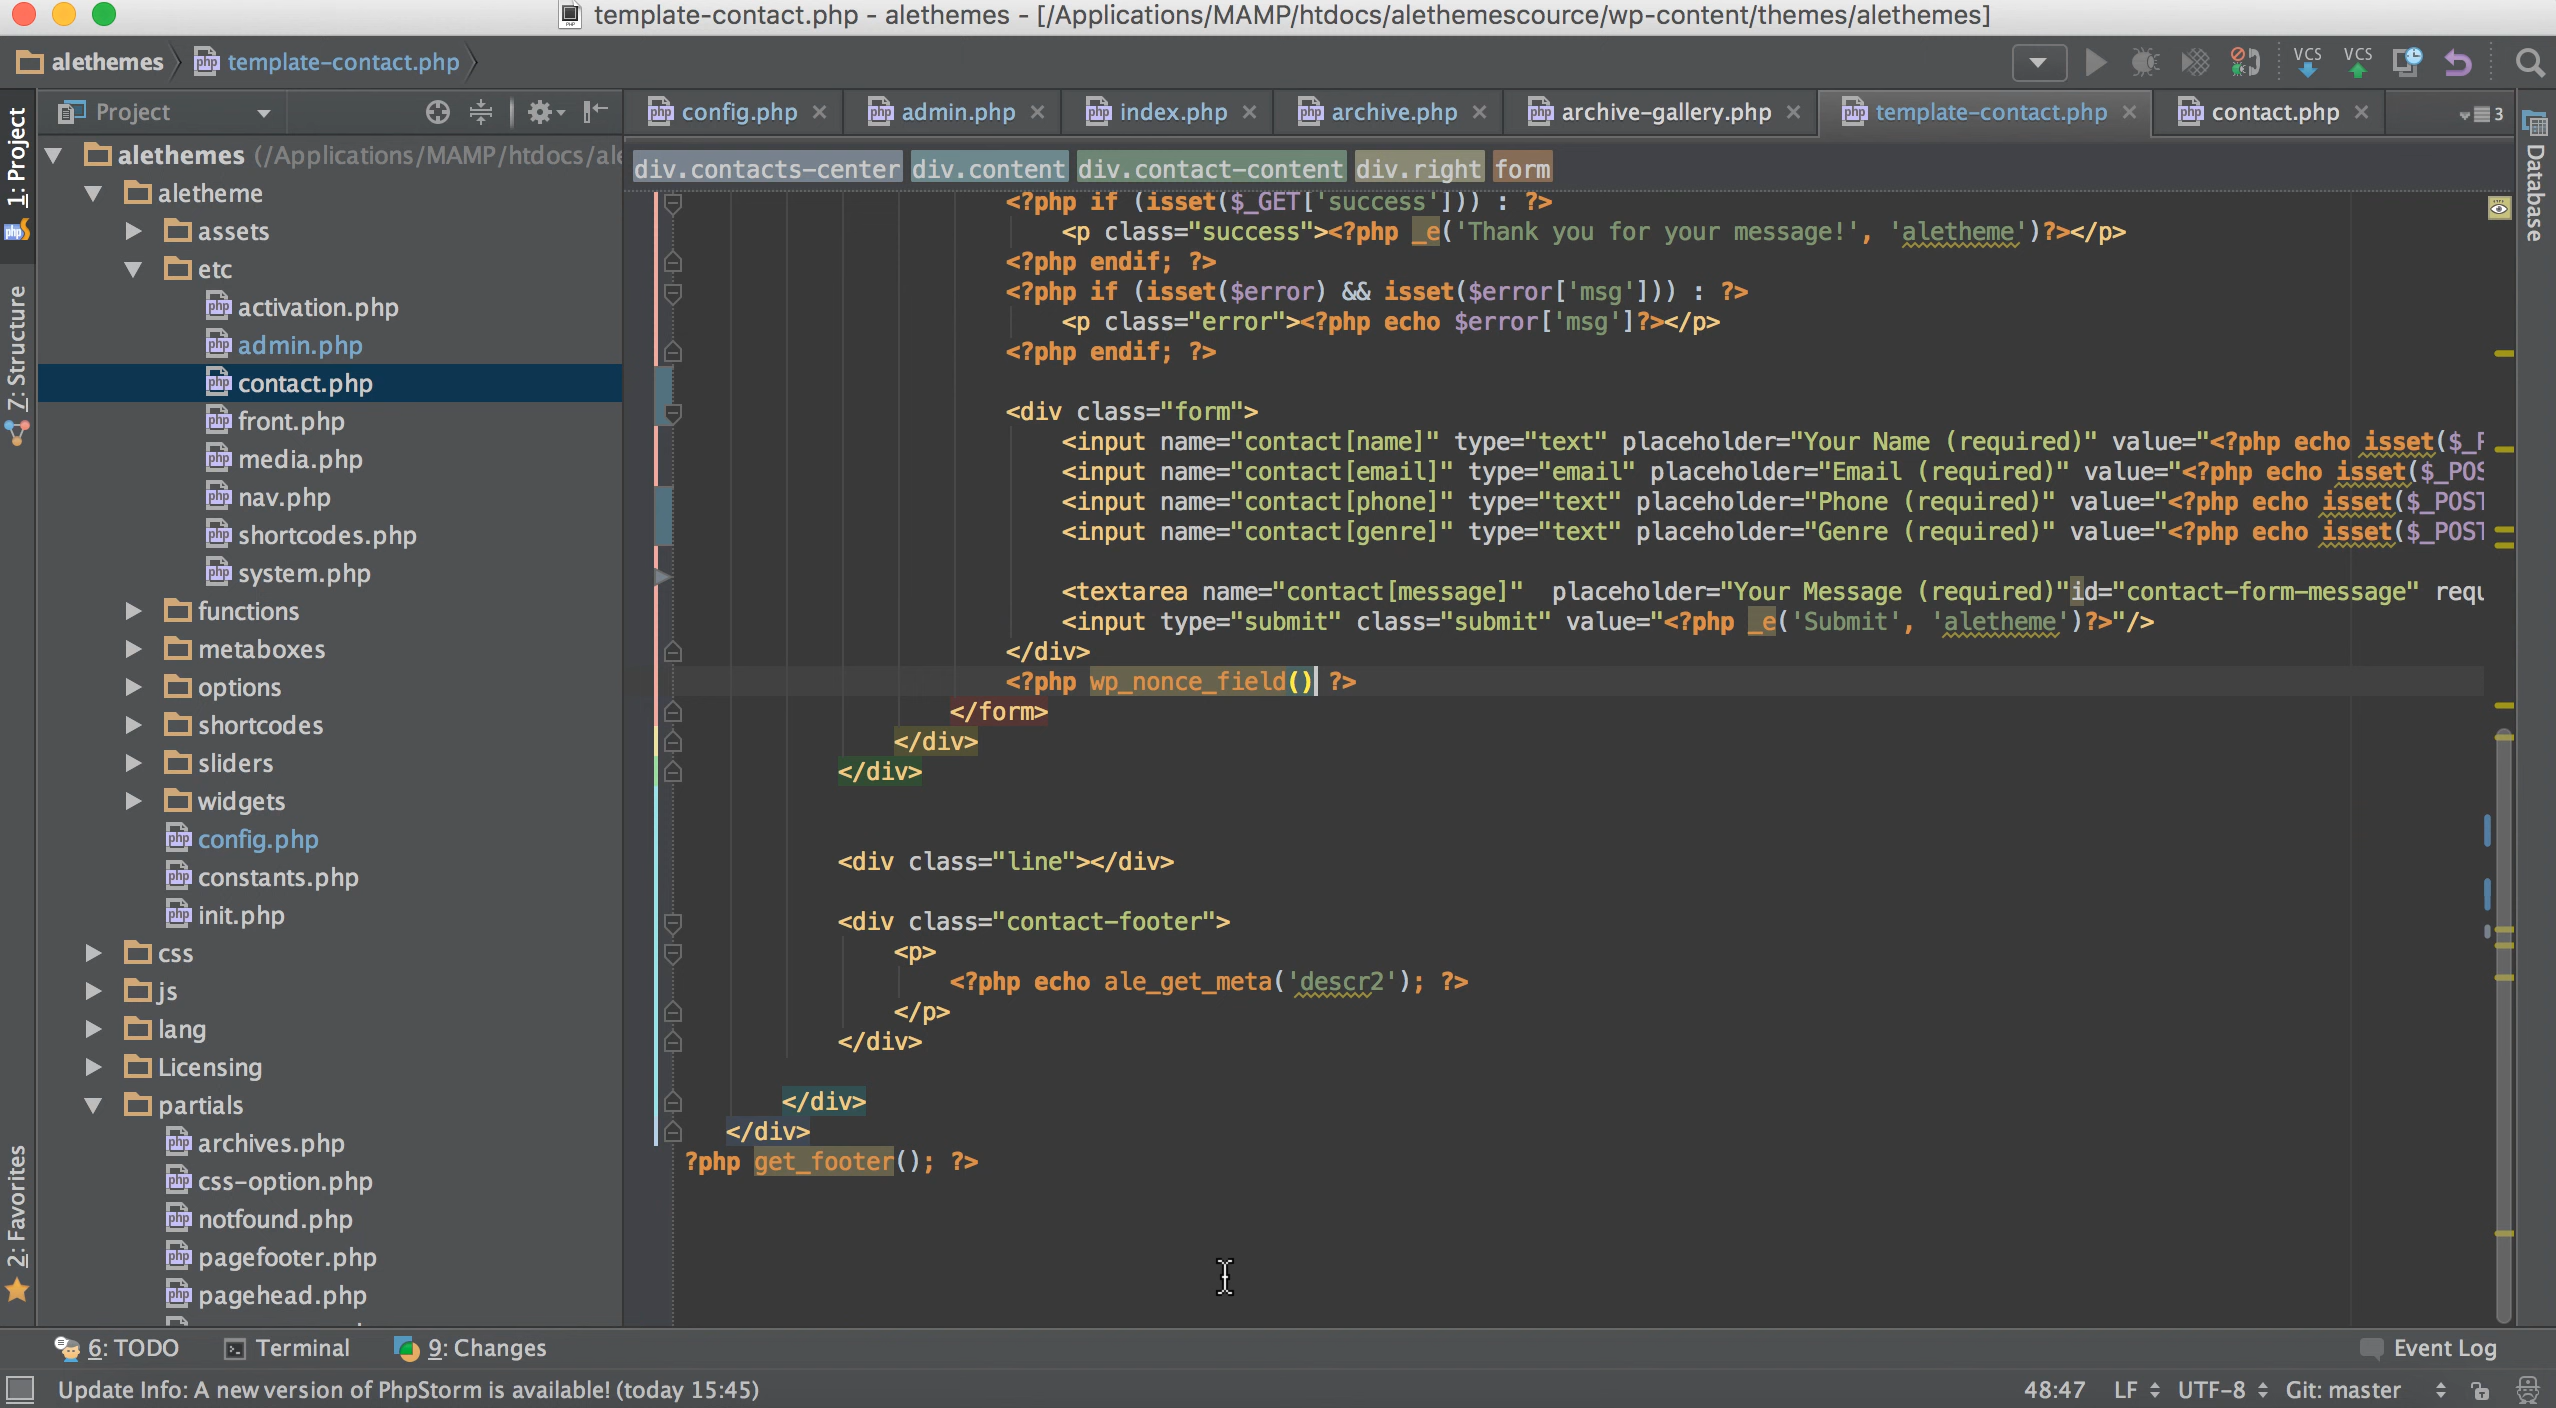 template-contact.php - alethemes - [/Applications/MAMP/htdocs/alethemescource/wp-content/themes/alethemes]
alethemes
template-contact.php
VCS
VCS
Project
config.php
admin.php
index.php
archive.php
archive-gallery.php
template-contact.php
contact.php
3
1: Project
Z: Structure
2: Favorites
Database
alethemes (/Applications/MAMP/htdocs/ale
aletheme
assets
etc
activation.php
admin.php
contact.php
front.php
media.php
nav.php
shortcodes.php
system.php
functions
metaboxes
options
shortcodes
sliders
widgets
config.php
constants.php
init.php
css
js
lang
Licensing
partials
archives.php
css-option.php
notfound.php
pagefooter.php
pagehead.php
div.contacts-center div.content div.contact-content div.right form
<?php if (isset($_GET['success'])) : ?>
<p class="success"><?php _e('Thank you for your message!', 'aletheme')?></p>
<?php endif; ?>
<?php if (isset($error) && isset($error['msg'])) : ?>
<p class="error"><?php echo $error['msg']?></p>
<?php endif; ?>
<div class="form">
<input name="contact[name]" type="text" placeholder="Your Name (required)" value="<?php echo isset($_P
<input name="contact[email]" type="email" placeholder="Email (required)" value="<?php echo isset($_POS
<input name="contact[phone]" type="text" placeholder="Phone (required)" value="<?php echo isset($_POST
<input name="contact[genre]" type="text" placeholder="Genre (required)" value="<?php echo isset($_POST
<textarea name="contact[message]"  placeholder="Your Message (required)"id="contact-form-message" requ
<input type="submit" class="submit" value="<?php _e('Submit', 'aletheme')?>"/>
</div>
<?php wp_nonce_field() ?>
</form>
</div>
</div>
<div class="line"></div>
<div class="contact-footer">
<p>
<?php echo ale_get_meta('descr2'); ?>
</p>
</div>
</div>
</div>
?php get_footer(); ?>
6: TODO
Terminal
9: Changes
Event Log
Update Info: A new version of PhpStorm is available! (today 15:45)
48:47
LF
UTF-8
Git: master